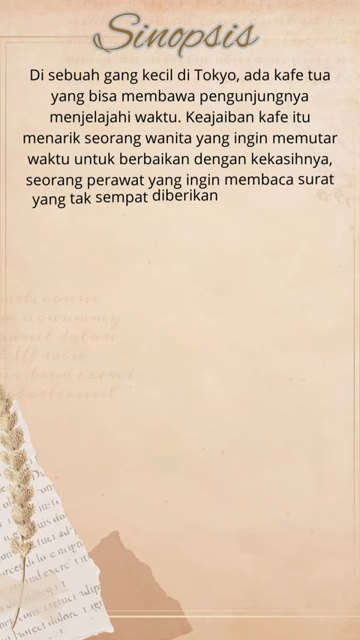 Sinopsis
Di sebuah gang kecil di Tokyo, ada kafe tua
yang bisa membawa pengunjungnya
menjelajahi waktu. Keajaiban kafe itu
menarik seorang wanita yang ingin memutar
waktu untuk berbaikan dengan kekasihnya,
seorang perawat yang ingin membaca surat
yang tak sempat diberikan